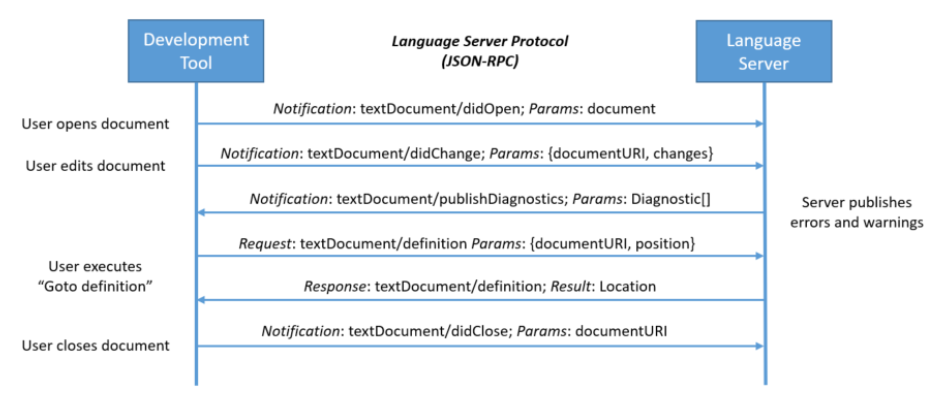 Development
Tool
Language Server Protocol
(JSON-RPC)
Language
Server
Notification: textDocument/didOpen; Params: document
User opens document
Notification: textDocument/didChange; Params: {documentURI, changes}
User edits document
Notification: textDocument/publishDiagnostics; Params: Diagnostic[]
Server publishes
errors and warnings
Request: textDocument/definition Params: {documentURI, position}
User executes
“Goto definition”
Response: textDocument/definition; Result: Location
Notification: textDocument/didClose; Params: documentURI
User closes document